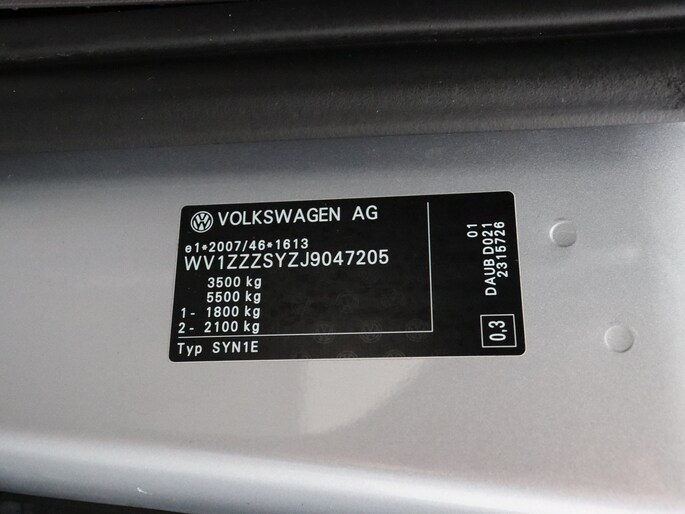 VOLKSWAGEN AG
e1*2007/46*1613
WV1ZZZSYZJ9047205
3500 kg
5500 kg
1- 1800 kg
2- 2100 kg
Typ SYN1E
01
DAUB D021
2315726
0,3